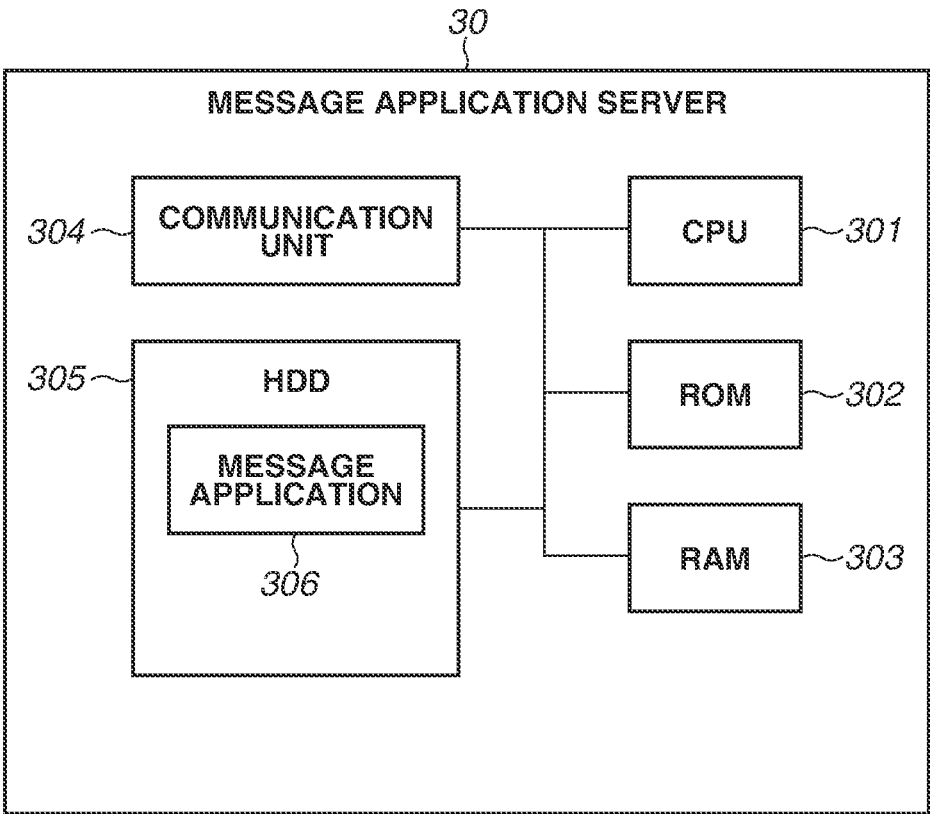 30
MESSAGE APPLICATION SERVER
304
COMMUNICATION
UNIT
CPU
301
305
HDD
ROM
302
MESSAGE
APPLICATION
306
RAM
303